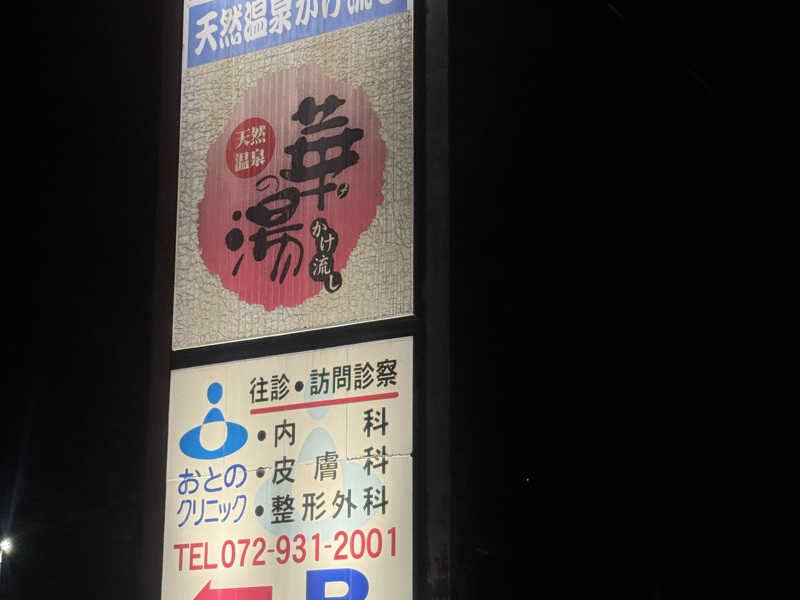 天然温泉かけ流し
天然
温泉
華の湯
かけ流し
往診・訪問診察
・内科
・皮膚科
・整形外科
おとの
クリニック
TEL 072-931-2001
P